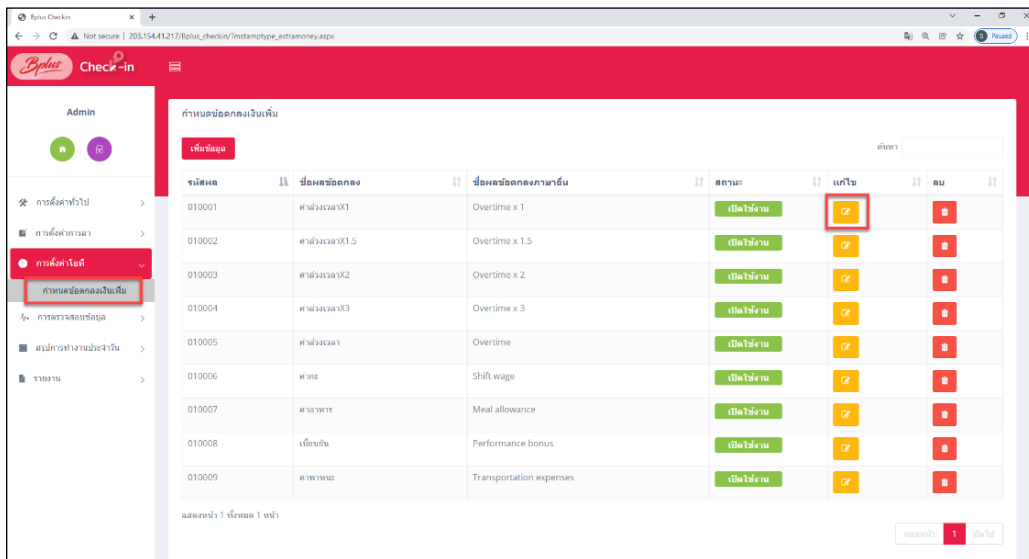 Bplus Checkin
Not secure | 203.154.41.217/Bplus_checkin/Tmstamptype_extramoney.aspx
Paused
Bplus Check-in
Admin
การตั้งค่าทั่วไป
การตั้งค่าการลา
การตั้งค่าโอที
กำหนดข้อตกลงเงินเพิ่ม
การตรวจสอบข้อมูล
สรุปการทำงานประจำวัน
รายงาน
กำหนดข้อตกลงเงินเพิ่ม
เพิ่มข้อมูล
ค้นหา
รหัสผล ชื่อผลข้อตกลง ชื่อผลข้อตกลงภาษาอื่น สถานะ แก้ไข ลบ
010001 ค่าล่วงเวลาX1 Overtime x 1 เปิดใช้งาน
010002 ค่าล่วงเวลาX1.5 Overtime x 1.5 เปิดใช้งาน
010003 ค่าล่วงเวลาX2 Overtime x 2 เปิดใช้งาน
010004 ค่าล่วงเวลาX3 Overtime x 3 เปิดใช้งาน
010005 ค่าล่วงเวลา Overtime เปิดใช้งาน
010006 ค่ากะ Shift wage เปิดใช้งาน
010007 ค่าอาหาร Meal allowance เปิดใช้งาน
010008 เบี้ยขยัน Performance bonus เปิดใช้งาน
010009 ค่าพาหนะ Transportation expenses เปิดใช้งาน
แสดงหน้า 1 ทั้งหมด 1 หน้า
ก่อนหน้า 1 ถัดไป